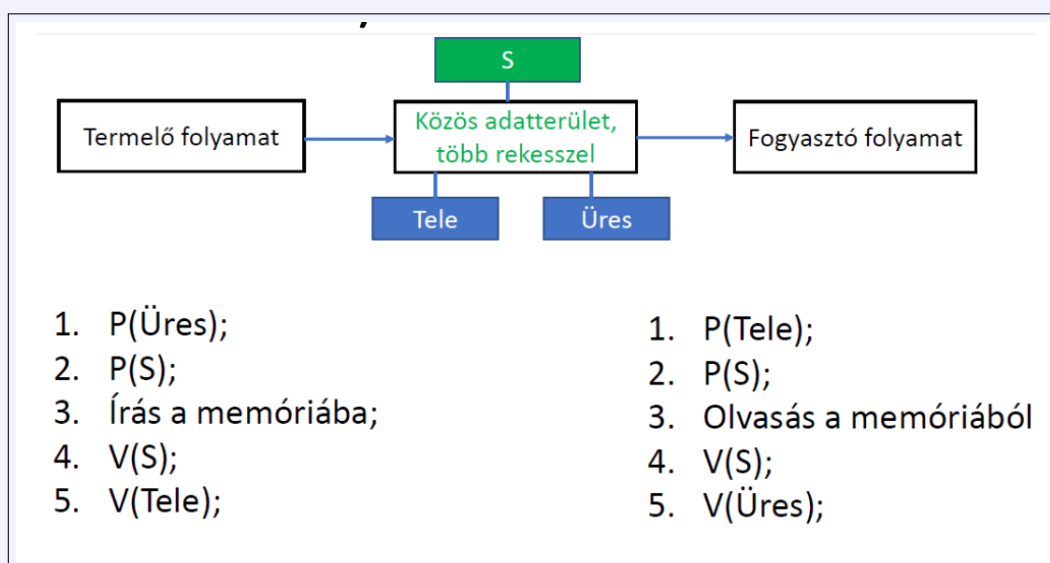 S
Termelő folyamat
Közös adatterület,
több rekesszel
Fogyasztó folyamat
Tele
Üres
1. P(Üres);
2. P(S);
3. Írás a memóriába;
4. V(S);
5. V(Tele);
1. P(Tele);
2. P(S);
3. Olvasás a memóriából
4. V(S);
5. V(Üres);